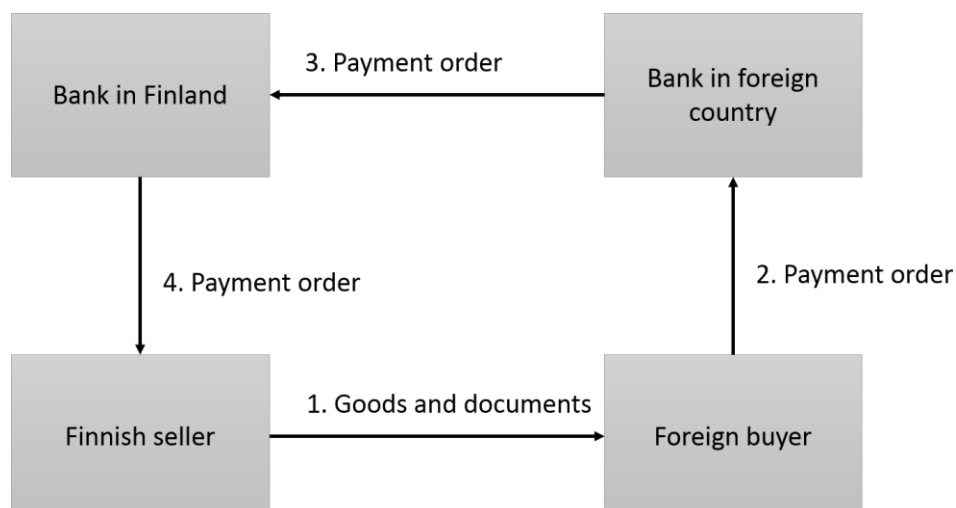 3. Payment order
Bank in Finland
Bank in foreign
country
4. Payment order
2. Payment order
1. Goods and documents
Finnish seller
Foreign buyer